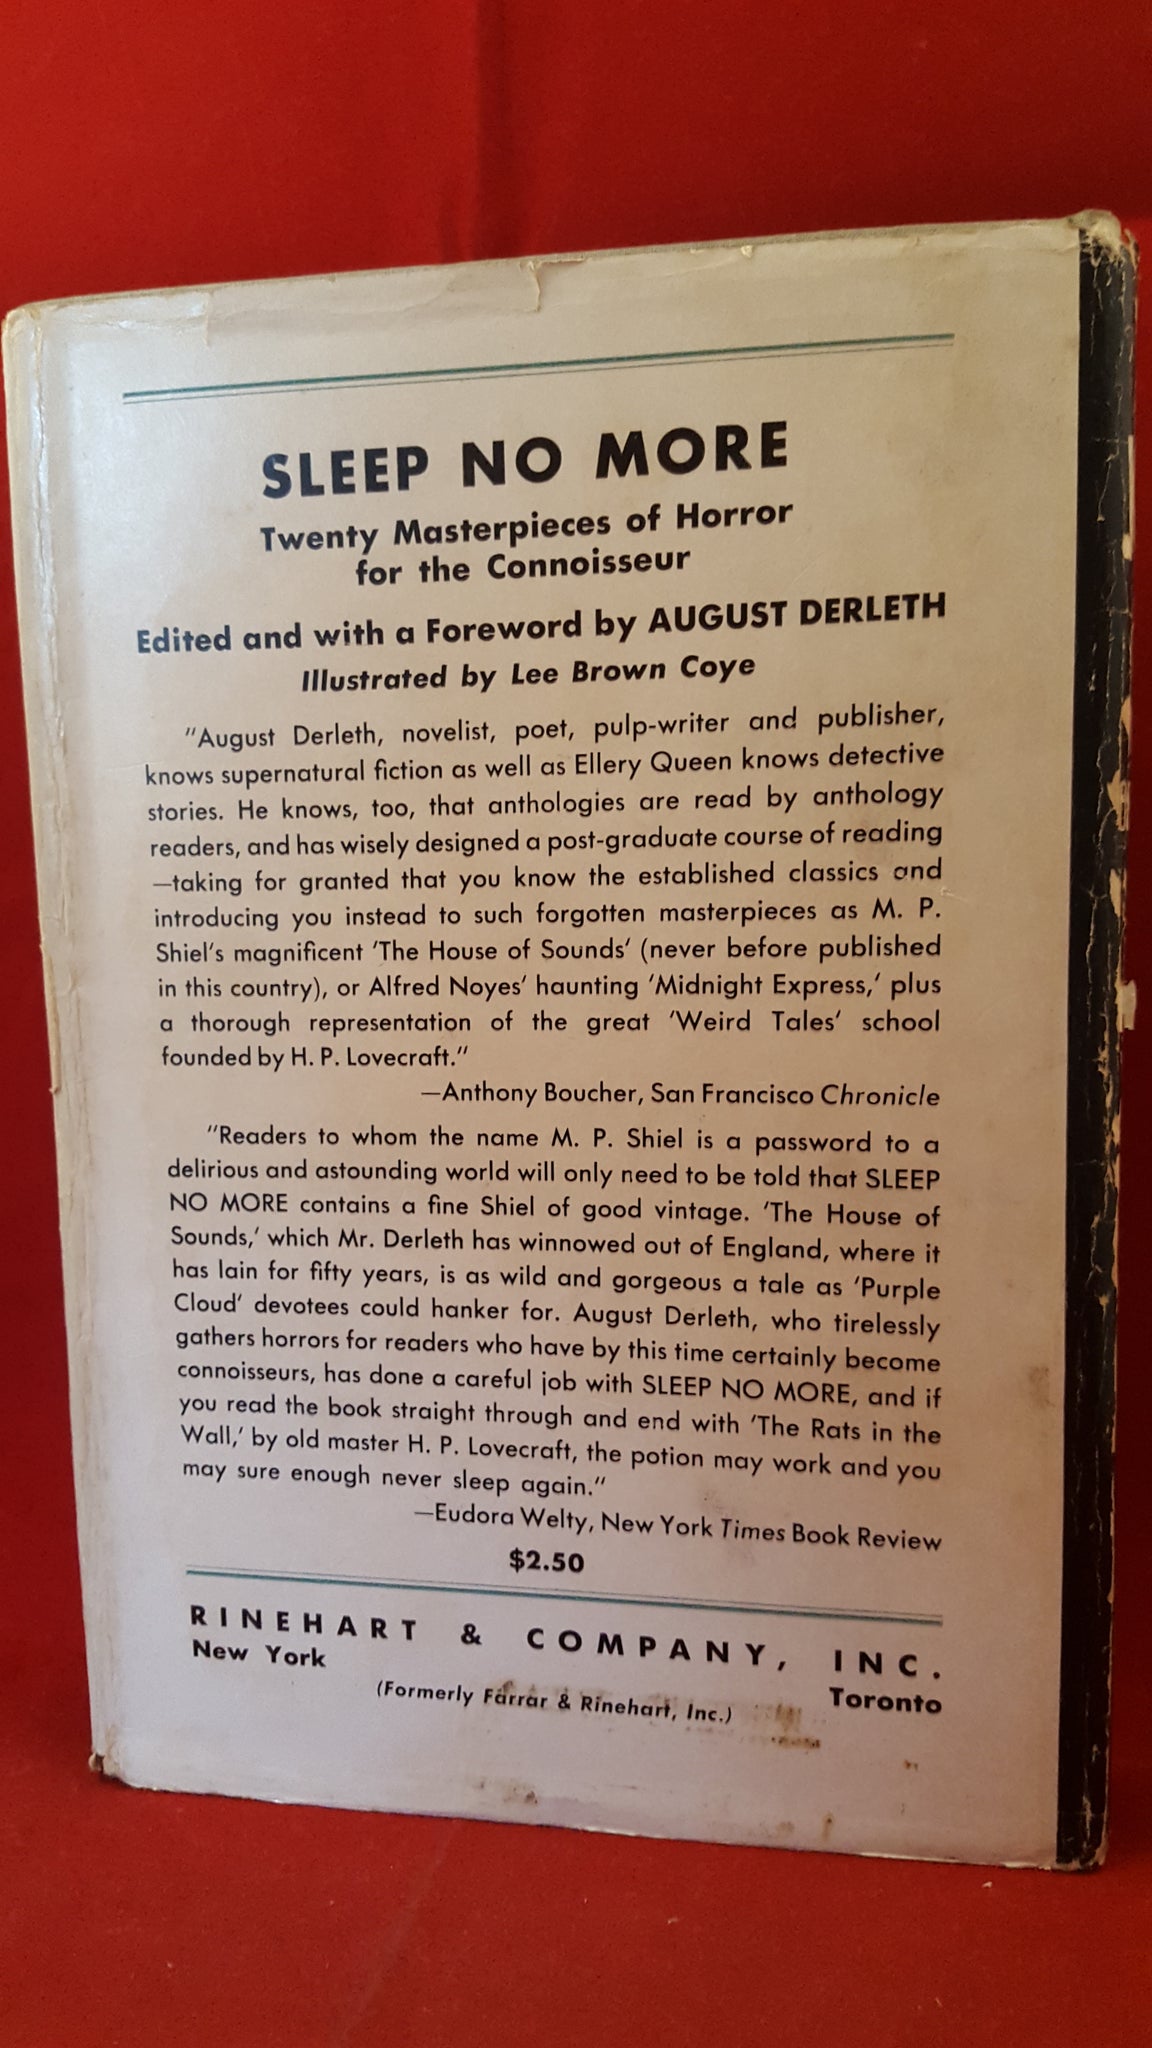 SLEEP NO MORE
Twenty Masterpieces of Horror
for the Connoisseur
Edited and with a Foreword by AUGUST DERLETH
Illustrated by Lee Brown Coye
"August Derleth, novelist, poet, pulp-writer and publisher,
knows supernatural fiction as well as Ellery Queen knows detective
stories. He knows, too, that anthologies are read by anthology
readers, and has wisely designed a post-graduate course of reading
—taking for granted that you know the established classics and
introducing you instead to such forgotten masterpieces as M. P.
Shiel's magnificent 'The House of Sounds' (never before published
in this country), or Alfred Noyes' haunting 'Midnight Express,' plus
a thorough representation of the great 'Weird Tales' school
founded by H. P. Lovecraft."
—Anthony Boucher, San Francisco Chronicle
"Readers to whom the name M. P. Shiel is a password to a
delirious and astounding world will only need to be told that SLEEP
NO MORE contains a fine Shiel of good vintage. 'The House of
Sounds,' which Mr. Derleth has winnowed out of England, where it
has lain for fifty years, is as wild and gorgeous a tale as 'Purple
Cloud' devotees could hanker for. August Derleth, who tirelessly
gathers horrors for readers who have by this time certainly become
connoisseurs, has done a careful job with SLEEP NO MORE, and if
you read the book straight through and end with 'The Rats in the
Wall,' by old master H. P. Lovecraft, the potion may work and you
may sure enough never sleep again."
—Eudora Welty, New York Times Book Review
$2.50
RINEHART & COMPANY, INC.
New York Toronto
(Formerly Farrar & Rinehart, Inc.)